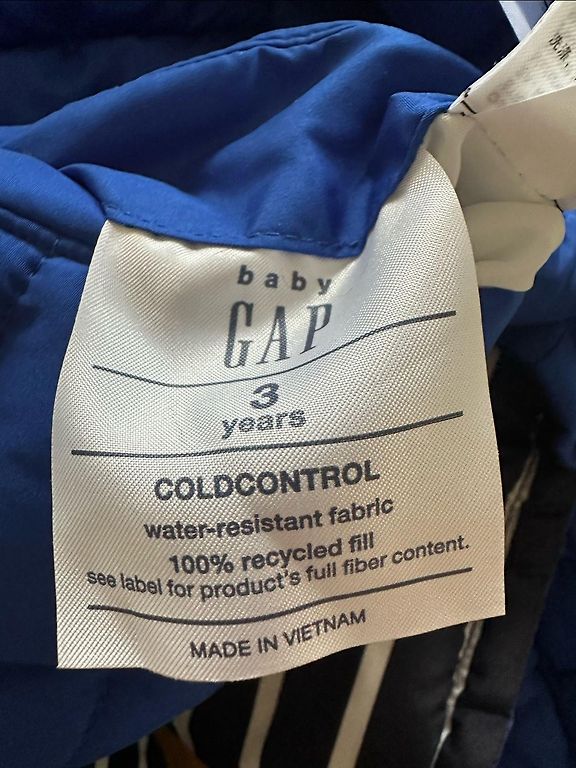 baby
GAP
3
years
COLDCONTROL
water-resistant fabric
100% recycled fill
see label for product's full fiber content.
MADE IN VIETNAM